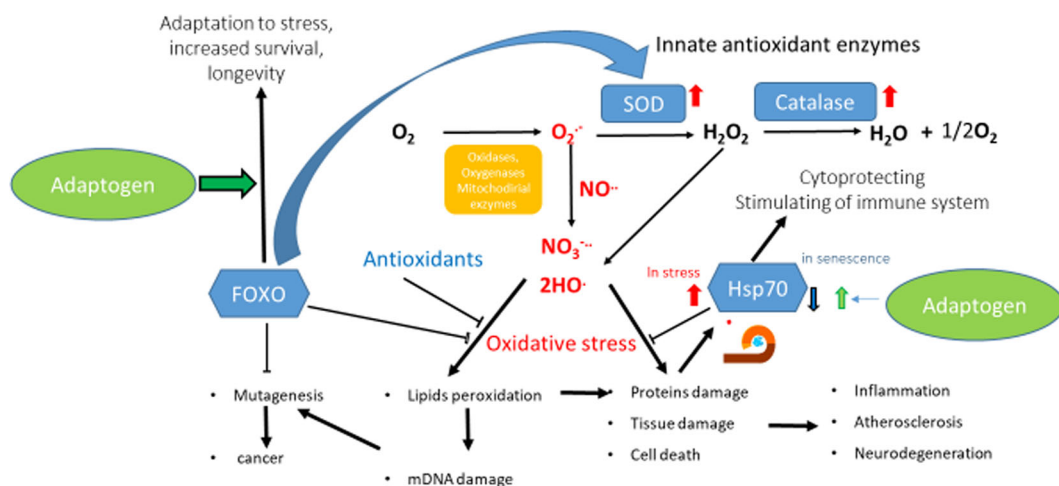 Adaptation to stress,
increased survival,
longevity
Innate antioxidant enzymes
SOD
Catalase
O2
O2·-
H2O2
H2O + 1/2O2
Oxidases,
Oxygenases
Mitochodirial
enzymes
NO··
Adaptogen
Cytoprotecting
Stimulating of immune system
NO3-··
2HO·
Antioxidants
FOXO
In stress
Hsp70
in senescence
Adaptogen
Oxidative stress
• Mutagenesis
• cancer
• Lipids peroxidation
• mDNA damage
• Proteins damage
• Tissue damage
• Cell death
• Inflammation
• Atherosclerosis
• Neurodegeneration